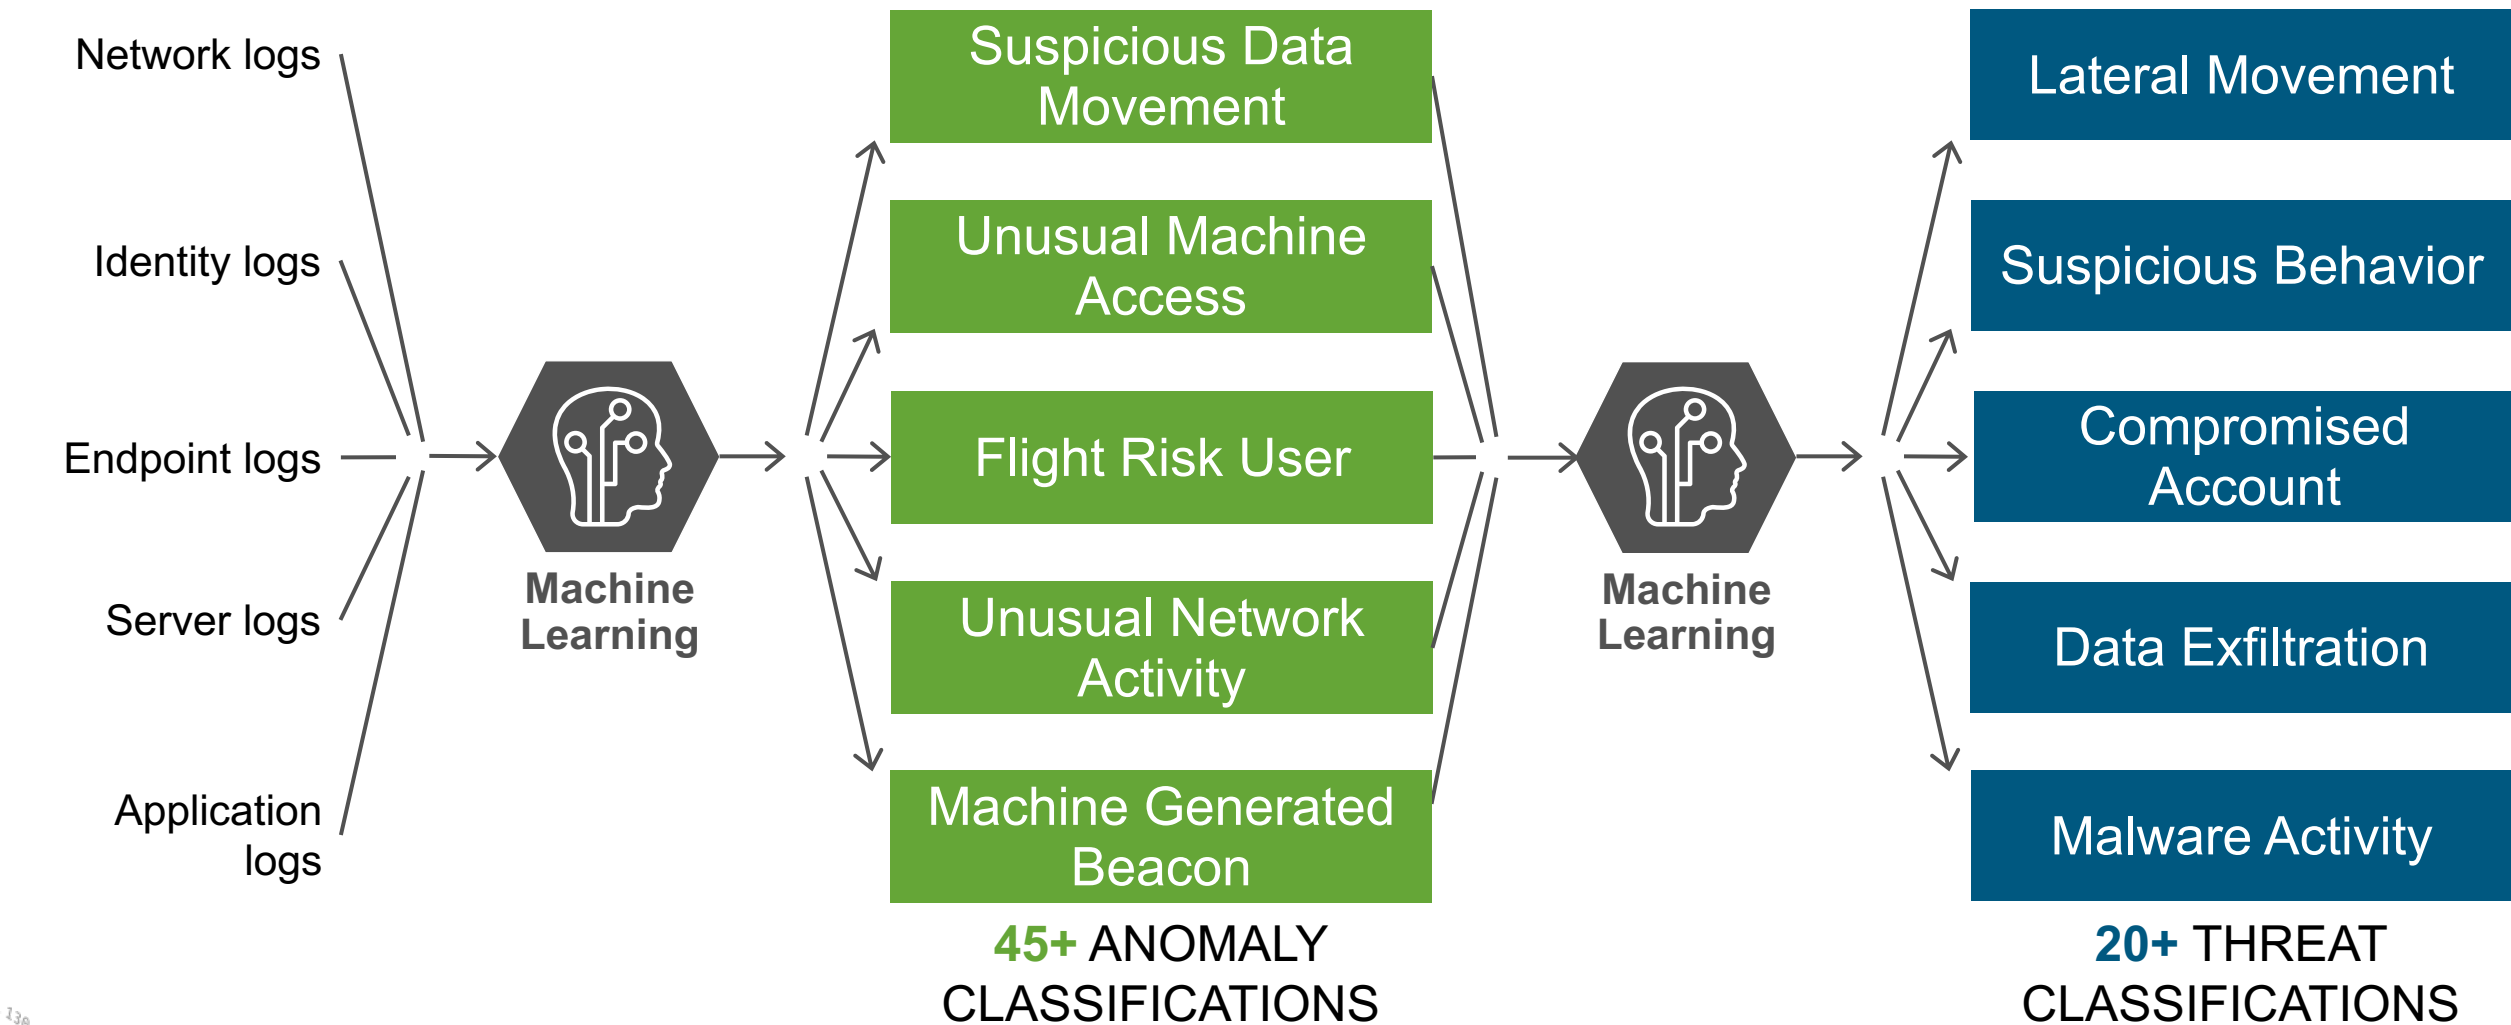 Network logs
Identity logs
Endpoint logs
Server logs
Application
logs
Machine
Learning
Suspicious Data
Movement
Unusual Machine
Access
Flight Risk User
Unusual Network
Activity
Machine Generated
Beacon
45+ ANOMALY
CLASSIFICATIONS
Machine
Learning
Lateral Movement
Suspicious Behavior
Compromised
Account
Data Exfiltration
Malware Activity
20+ THREAT
CLASSIFICATIONS